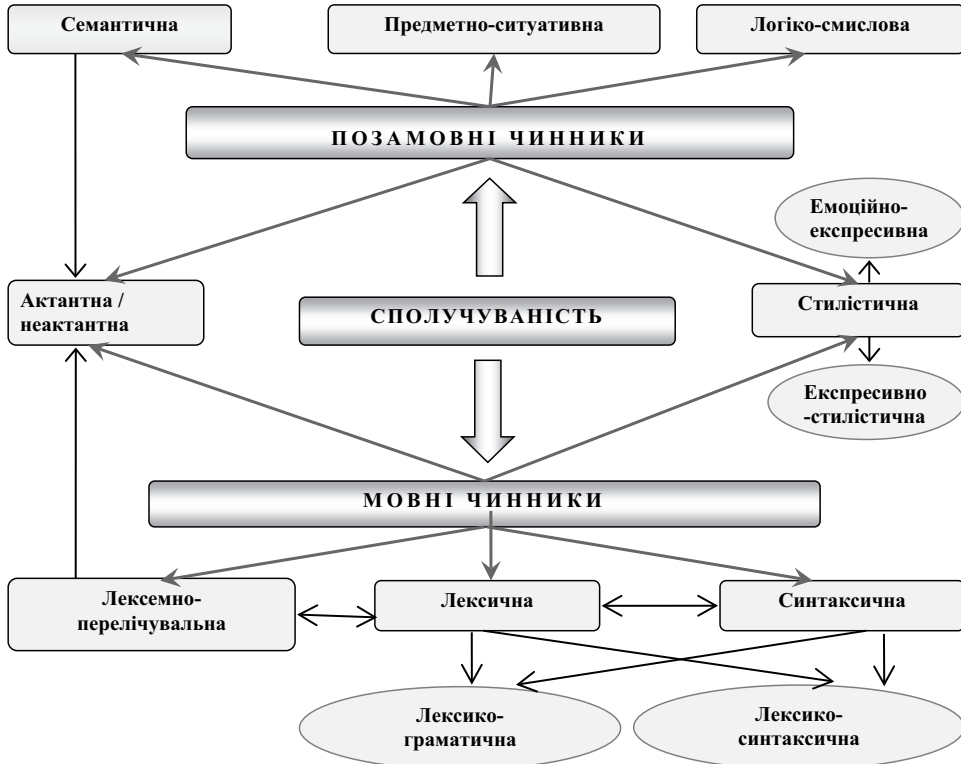 Семантична
Предметно-ситуативна
Логіко-смислова
ПОЗАМОВНІ ЧИННИКИ
Емоційно-
експресивна
Актантна /
неактантна
СПОЛУЧУВАНІСТЬ
Стилістична
Експресивно
-стилістична
МОВНІ ЧИННИКИ
Лексемно-
перелічувальна
Лексична
Синтаксична
Лексико-
граматична
Лексико-
синтаксична